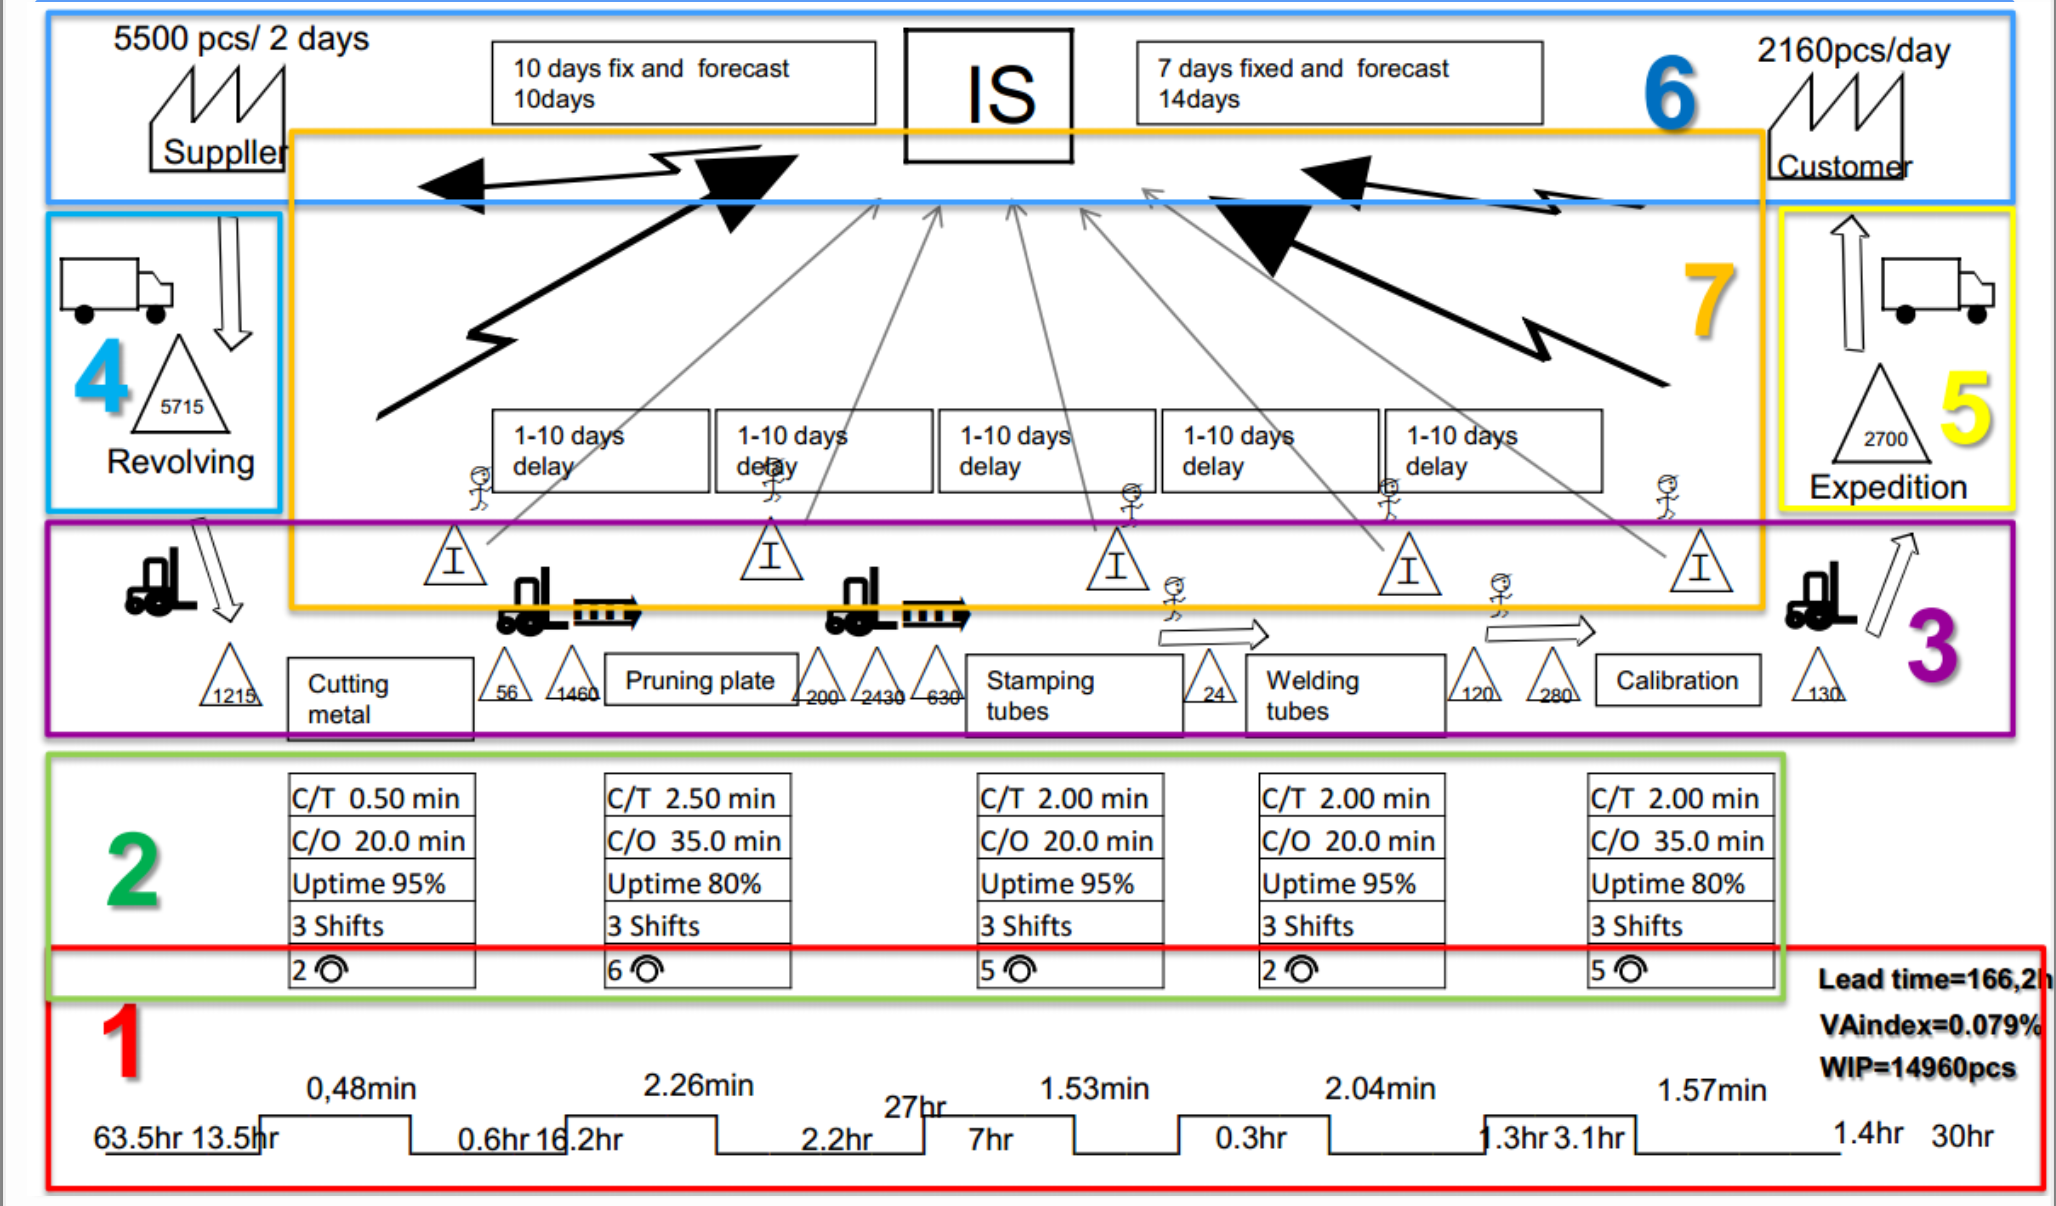 5500 pcs/ 2 days
Suppller
10 days fix and forecast
10days
IS
7 days fixed and forecast
14days
6
2160pcs/day
Customer
4
5715
Revolving
7
5
2700
Expedition
1-10 days
delay
1-10 days
delay
1-10 days
delay
1-10 days
delay
1-10 days
delay
I
I
I
I
I
3
1215
Cutting
metal
56
1460
Pruning plate
200
2430
630
Stamping
tubes
24
Welding
tubes
120
280
Calibration
130
2
C/T 0.50 min
C/O 20.0 min
Uptime 95%
3 Shifts
2
C/T 2.50 min
C/O 35.0 min
Uptime 80%
3 Shifts
6
C/T 2.00 min
C/O 20.0 min
Uptime 95%
3 Shifts
5
C/T 2.00 min
C/O 20.0 min
Uptime 95%
3 Shifts
2
C/T 2.00 min
C/O 35.0 min
Uptime 80%
3 Shifts
5
1
Lead time=166,2h
VAindex=0.079%
WIP=14960pcs
0,48min
2.26min
1.53min
2.04min
1.57min
63.5hr 13.5hr
0.6hr 16.2hr
2.2hr
27hr
7hr
0.3hr
1.3hr 3.1hr
1.4hr
30hr